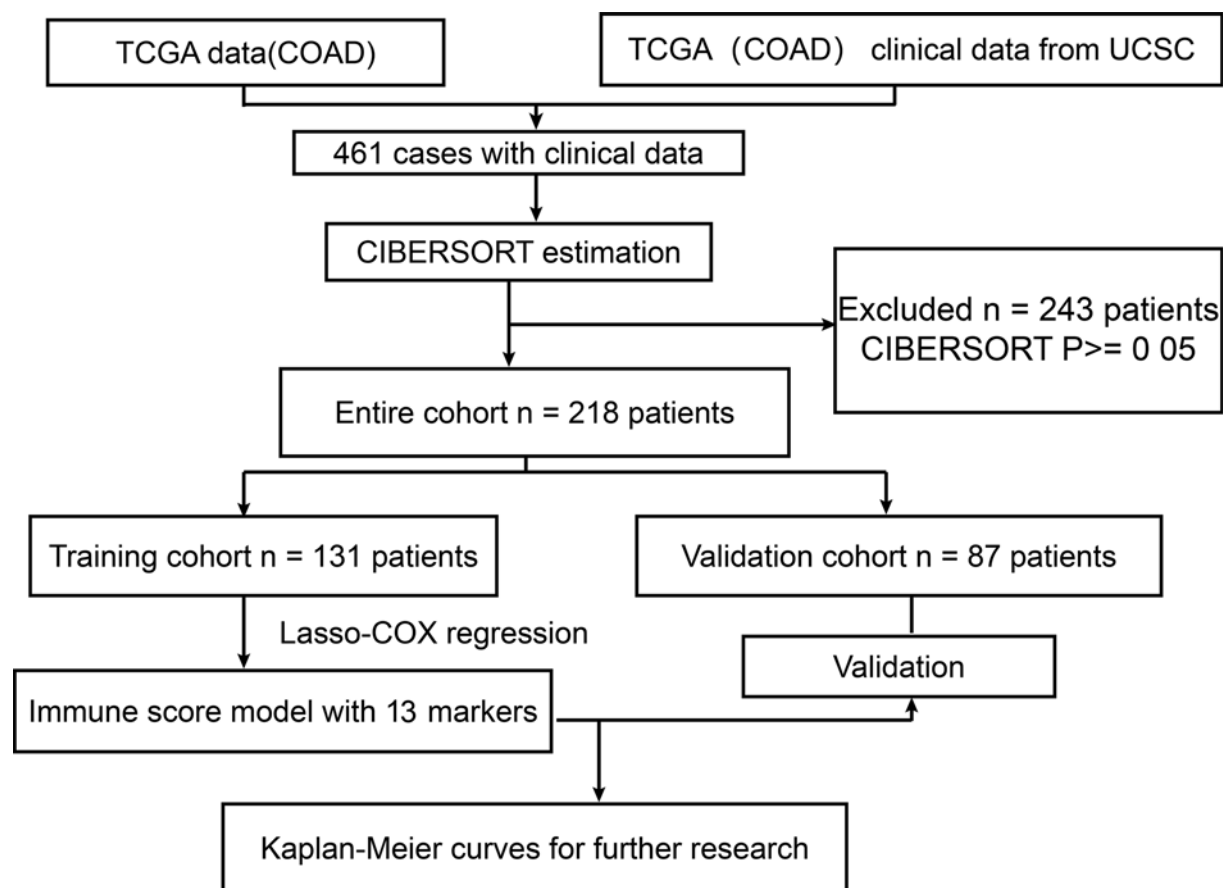 TCGA data(COAD)
TCGA（COAD） clinical data from UCSC
461 cases with clinical data
CIBERSORT estimation
Excluded n = 243 patients
CIBERSORT P>= 0 05
Entire cohort n = 218 patients
Training cohort n = 131 patients
Validation cohort n = 87 patients
Lasso-COX regression
Validation
Immune score model with 13 markers
Kaplan-Meier curves for further research